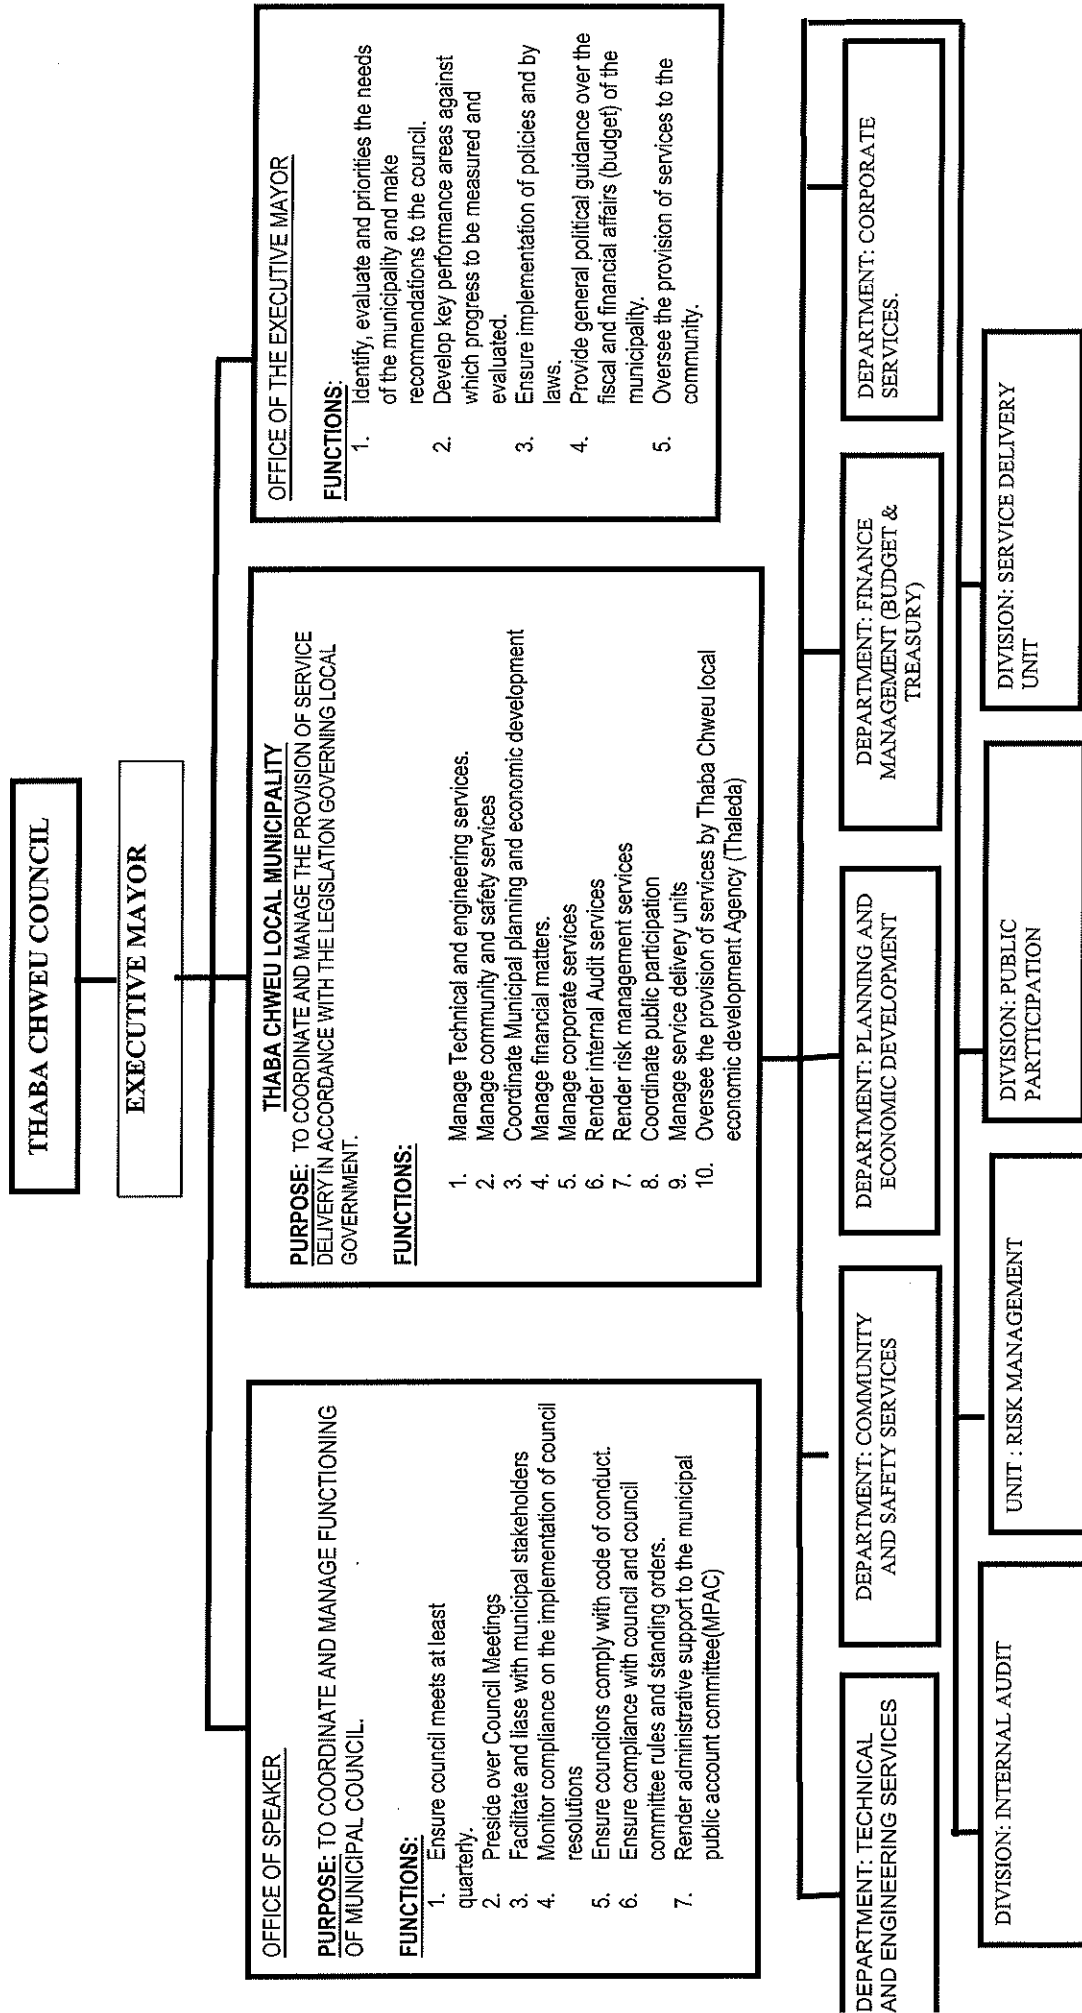 THABA CHWEU COUNCIL
EXECUTIVE MAYOR
OFFICE OF SPEAKER
PURPOSE: TO COORDINATE AND MANAGE FUNCTIONING
OF MUNICIPAL COUNCIL.
FUNCTIONS:
1. Ensure council meets at least
quarterly.
2. Preside over Council Meetings
3. Facilitate and liase with municipal stakeholders
4. Monitor compliance on the implementation of council
resolutions
5. Ensure councilors comply with code of conduct.
6. Ensure compliance with council and council
committee rules and standing orders.
7. Render administrative support to the municipal
public account committee(MPAC)
THABA CHWEU LOCAL MUNICIPALITY
PURPOSE: TO COORDINATE AND MANAGE THE PROVISION OF SERVICE
DELIVERY IN ACCORDANCE WITH THE LEGISLATION GOVERNING LOCAL
GOVERNMENT.
FUNCTIONS:
1. Manage Technical and engineering services.
2. Manage community and safety services
3. Coordinate Municipal planning and economic development
4. Manage financial matters.
5. Manage corporate services
6. Render internal Audit services
7. Render risk management services
8. Coordinate public participation
9. Manage service delivery units
10. Oversee the provision of services by Thaba Chweu local
economic development Agency (Thaleda)
OFFICE OF THE EXECUTIVE MAYOR
FUNCTIONS:
1. Identify, evaluate and priorities the needs
of the municipality and make
recommendations to the council.
2. Develop key performance areas against
which progress to be measured and
evaluated.
3. Ensure implementation of policies and by
laws.
4. Provide general political guidance over the
fiscal and financial affairs (budget) of the
municipality.
5. Oversee the provision of services to the
community.
DEPARTMENT: TECHNICAL
AND ENGINEERING SERVICES
DEPARTMENT: COMMUNITY
AND SAFETY SERVICES
DEPARTMENT: PLANNING AND
ECONOMIC DEVELOPMENT
DEPARTMENT: FINANCE
MANAGEMENT (BUDGET &
TREASURY)
DEPARTMENT: CORPORATE
SERVICES.
DIVISION: INTERNAL AUDIT
UNIT : RISK MANAGEMENT
DIVISION: PUBLIC
PARTICIPATION
DIVISION: SERVICE DELIVERY
UNIT